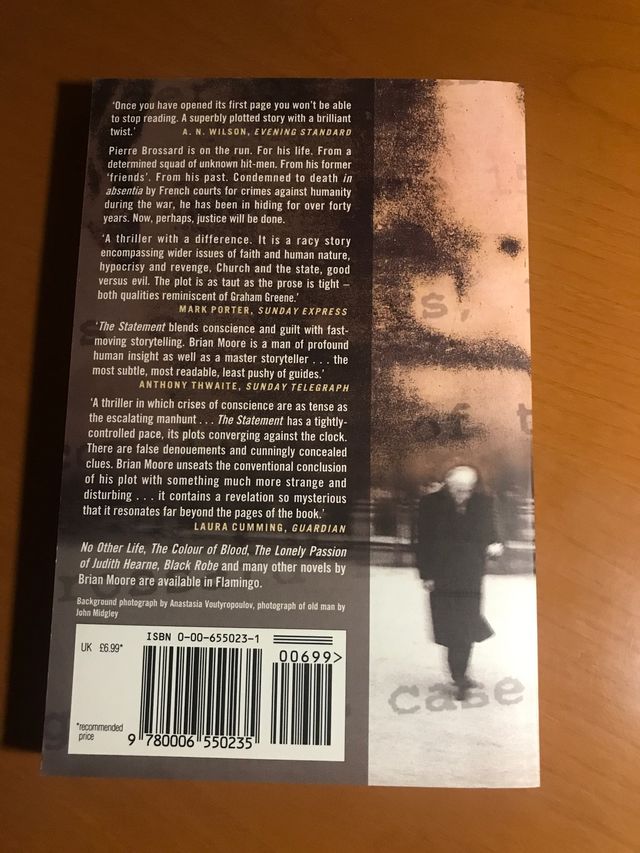 'Once you have opened its first page you won't be able
to stop reading. A superbly plotted story with a brilliant
twist.' A. N. WILSON, EVENING STANDARD
Pierre Brossard is on the run. For his life. From a
determined squad of unknown hit-men. From his former
'friends'. From his past. Condemned to death in
absentia by French courts for crimes against humanity
during the war, he has been in hiding for over forty
years. Now, perhaps, justice will be done.
'A thriller with a difference. It is a racy story
encompassing wider issues of faith and human nature,
hypocrisy and revenge, Church and the state, good
versus evil. The plot is as taut as the prose is tight –
both qualities reminiscent of Graham Greene.'
MARK PORTER, SUNDAY EXPRESS
'The Statement blends conscience and guilt with fast-
moving storytelling. Brian Moore is a man of profound
human insight as well as a master storyteller . . . the
most subtle, most readable, least pushy of guides.'
ANTHONY THWAITE, SUNDAY TELEGRAPH
'A thriller in which crises of conscience are as tense as
the escalating manhunt . . . The Statement has a tightly-
controlled pace, its plots converging against the clock.
There are false denouements and cunningly concealed
clues. Brian Moore unseats the conventional conclusion
of his plot with something much more strange and
disturbing . . . it contains a revelation so mysterious
that it resonates far beyond the pages of the book.'
LAURA CUMMING, GUARDIAN
No Other Life, The Colour of Blood, The Lonely Passion
of Judith Hearne, Black Robe and many other novels by
Brian Moore are available in Flamingo.
Background photograph by Anastasia Voutyropoulov, photograph of old man by
John Midgley
ISBN 0-00-655023-1
UK £6.99*
00699>
*recommended
price
9 780006 550235
of t
case